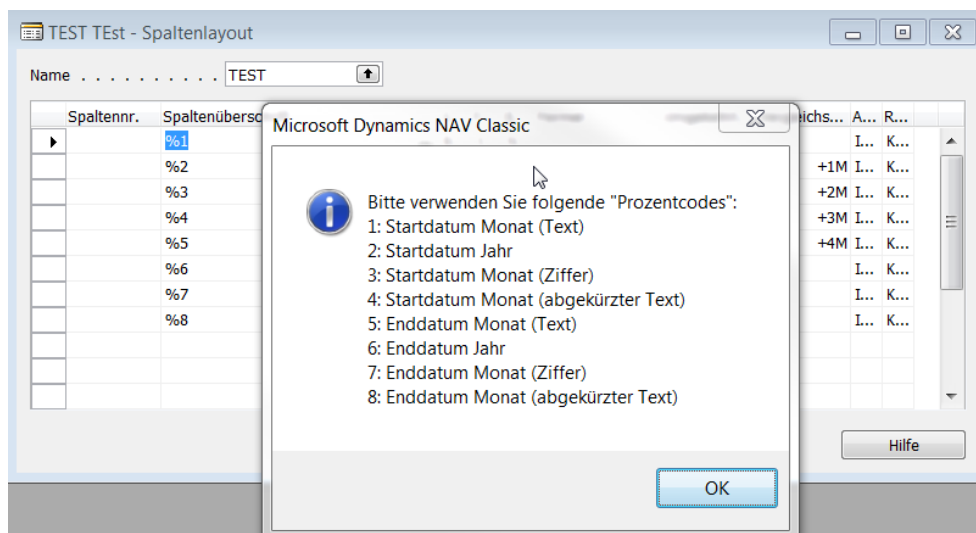 TEST TEst - Spaltenlayout
Name . . . . . . . . . . . TEST
Spaltennr. Spaltenübersc
eichs... A... R...
%1 I... K...
%2 +1M I... K...
%3 +2M I... K...
%4 +3M I... K...
%5 +4M I... K...
%6 I... K...
%7 I... K...
%8 I... K...
Hilfe
Microsoft Dynamics NAV Classic
Bitte verwenden Sie folgende "Prozentcodes":
1: Startdatum Monat (Text)
2: Startdatum Jahr
3: Startdatum Monat (Ziffer)
4: Startdatum Monat (abgekürzter Text)
5: Enddatum Monat (Text)
6: Enddatum Jahr
7: Enddatum Monat (Ziffer)
8: Enddatum Monat (abgekürzter Text)
OK